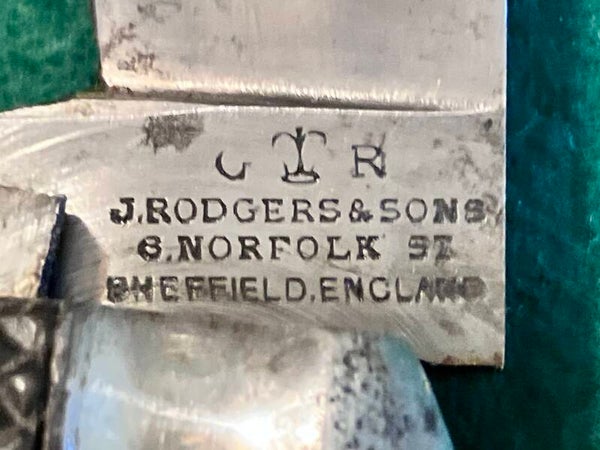 G R
J. RODGERS & SONS
6. NORFOLK ST
SHEFFIELD. ENGLAND